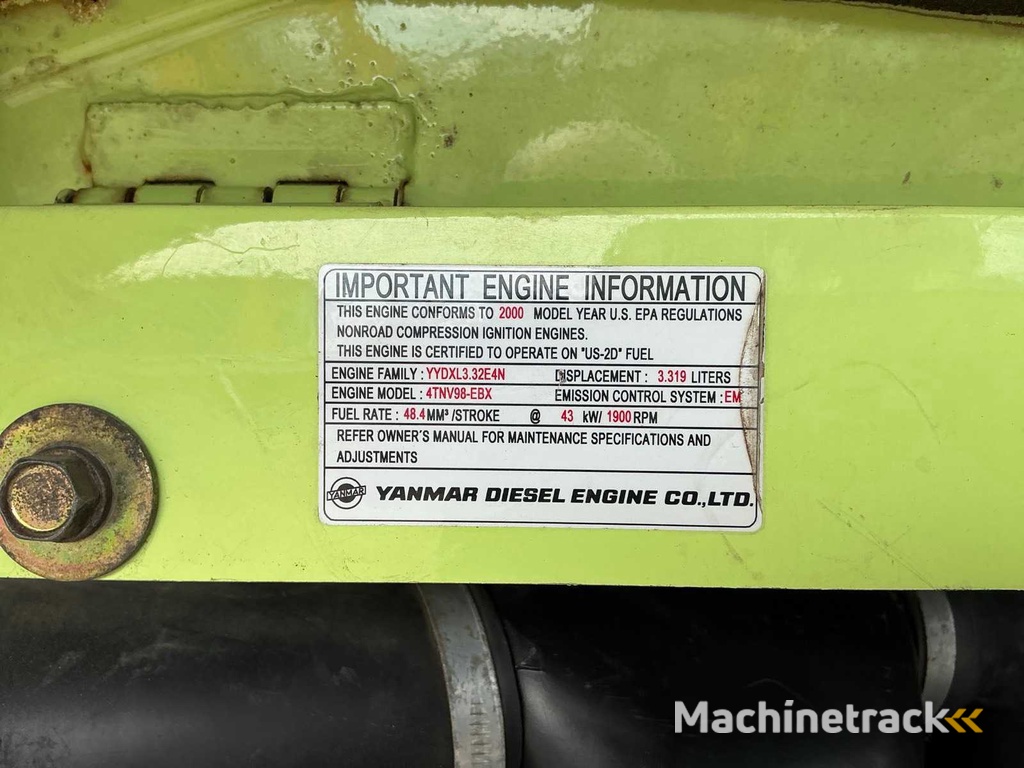 IMPORTANT ENGINE INFORMATION
THIS ENGINE CONFORMS TO 2000 MODEL YEAR U.S. EPA REGULATIONS
NONROAD COMPRESSION IGNITION ENGINES.
THIS ENGINE IS CERTIFIED TO OPERATE ON "US-2D" FUEL
ENGINE FAMILY : YYDXL3.32E4N DISPLACEMENT : 3.319 LITERS
ENGINE MODEL : 4TNV98-EBX EMISSION CONTROL SYSTEM : EM
FUEL RATE : 48.4 MM³ /STROKE @ 43 kW/ 1900 RPM
REFER OWNER'S MANUAL FOR MAINTENANCE SPECIFICATIONS AND
ADJUSTMENTS
YANMAR YANMAR DIESEL ENGINE CO.,LTD.
Machinetrack